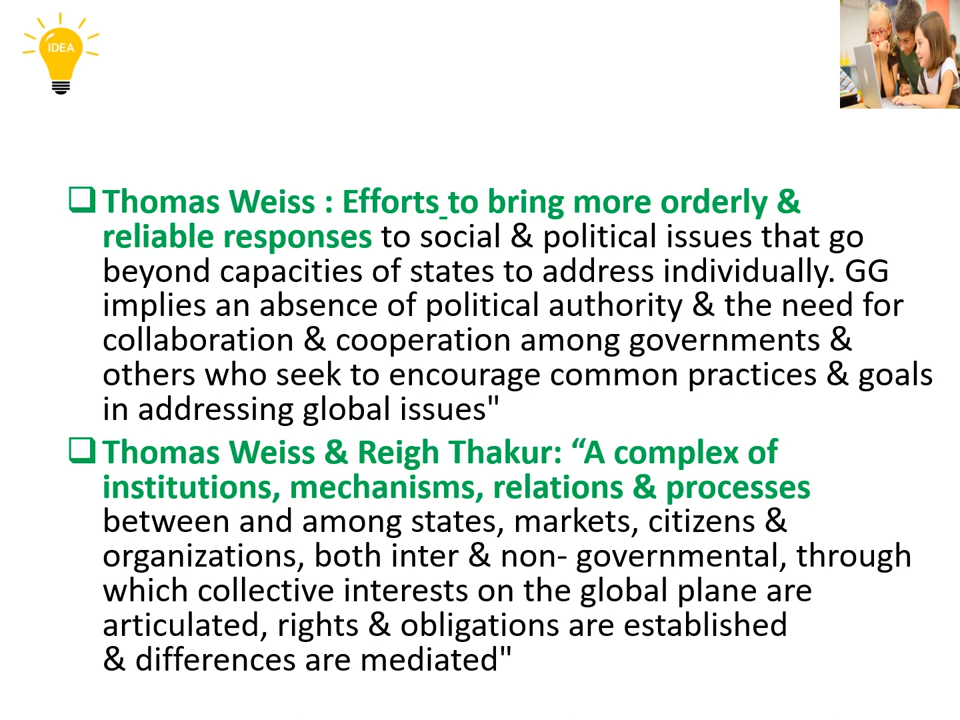 IDEA
Thomas Weiss : Efforts to bring more orderly &
reliable responses to social & political issues that go
beyond capacities of states to address individually. GG
implies an absence of political authority & the need for
collaboration & cooperation among governments &
others who seek to encourage common practices & goals
in addressing global issues"
Thomas Weiss & Reigh Thakur: “A complex of
institutions, mechanisms, relations & processes
between and among states, markets, citizens &
organizations, both inter & non- governmental, through
which collective interests on the global plane are
articulated, rights & obligations are established
& differences are mediated"